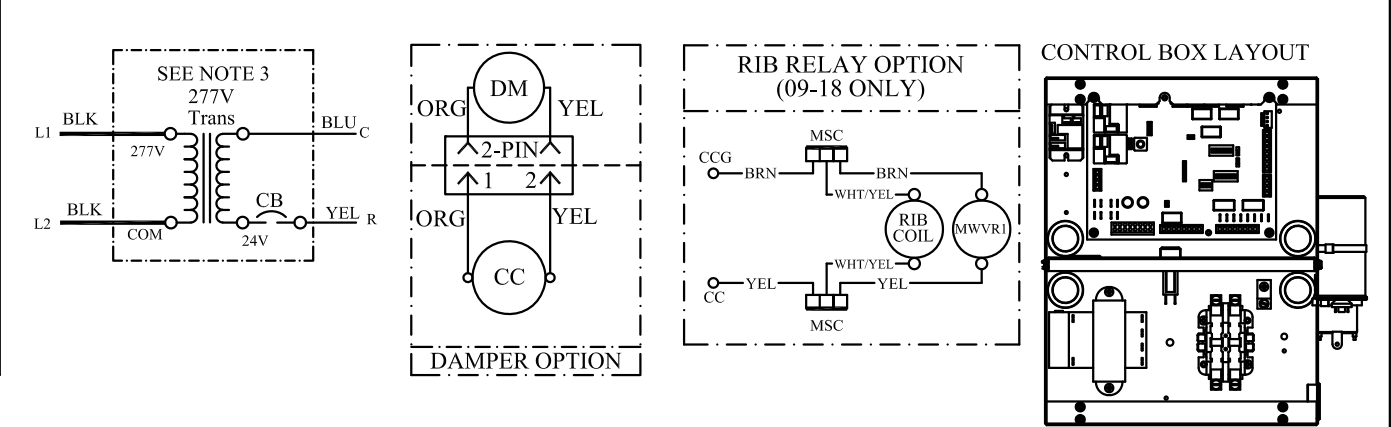 SEE NOTE 3
277V
Trans
BLK
L1
277V
BLU
C
BLK
L2
COM
CB
24V
YEL
R
DM
ORG
YEL
2-PIN
1
2
ORG
YEL
CC
DAMPER OPTION
RIB RELAY OPTION
(09-18 ONLY)
MSC
CCG
BRN
BRN
WHT/YEL
RIB
COIL
MWVR1
WHT/YEL
YEL
YEL
CC
MSC
CONTROL BOX LAYOUT